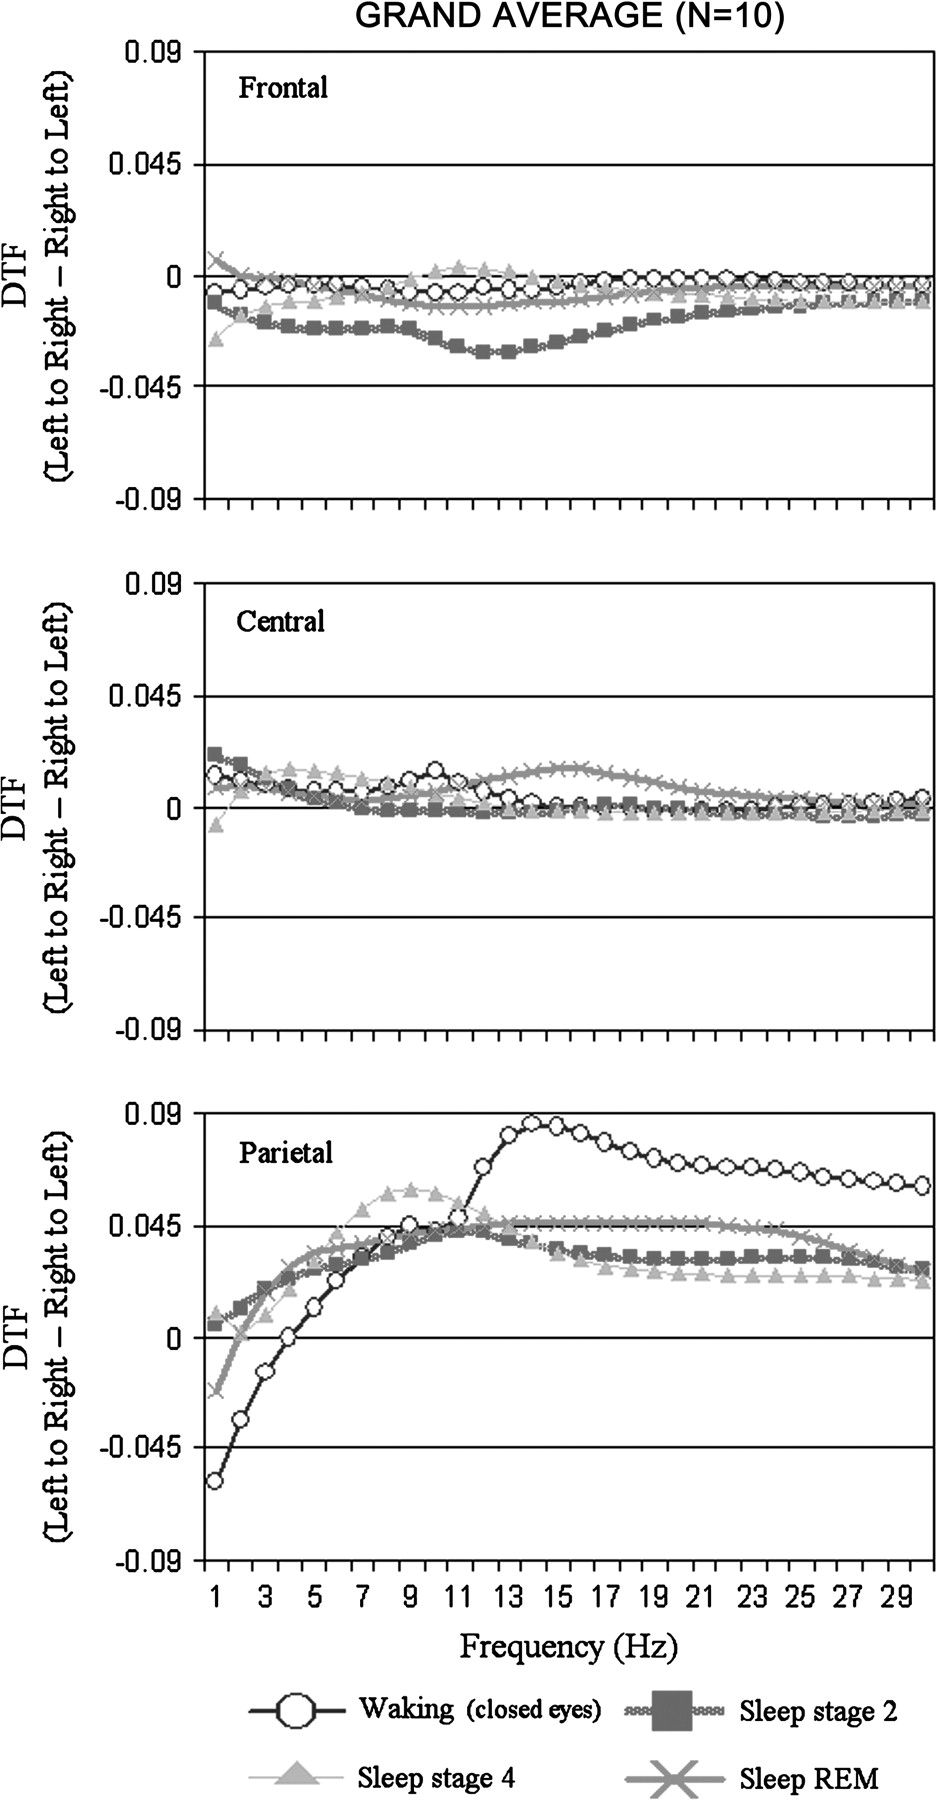 GRAND AVERAGE (N=10)
0.09
Frontal
0.045
0
-0.045
-0.09
DTF
(Left to Right – Right to Left)
0.09
Central
0.045
0
-0.045
-0.09
DTF
(Left to Right – Right to Left)
0.09
Parietal
0.045
0
-0.045
-0.09
DTF
(Left to Right – Right to Left)
1 3 5 7 9 11 13 15 17 19 21 23 25 27 29
Frequency (Hz)
Waking (closed eyes) Sleep stage 2
Sleep stage 4 Sleep REM